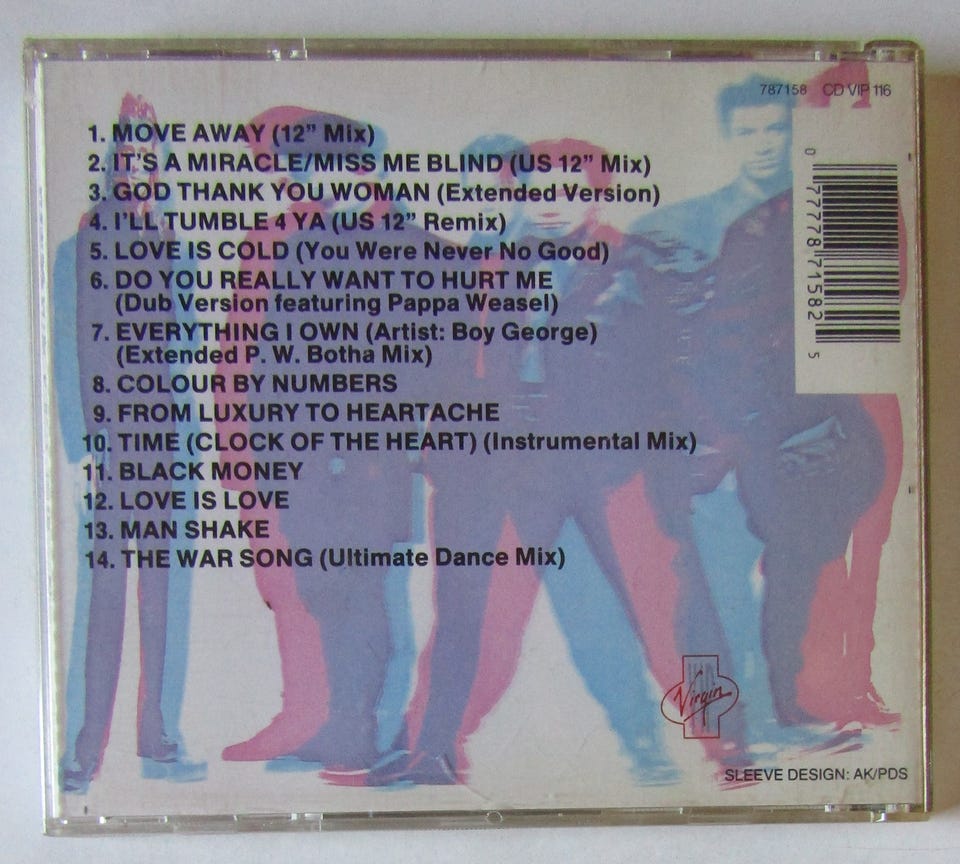 787158 CD VIP 116
1. MOVE AWAY (12” Mix)
2. IT’S A MIRACLE/MISS ME BLIND (US 12” Mix)
3. GOD THANK YOU WOMAN (Extended Version)
4. I’LL TUMBLE 4 YA (US 12” Remix)
5. LOVE IS COLD (You Were Never No Good)
6. DO YOU REALLY WANT TO HURT ME
(Dub Version featuring Pappa Weasel)
7. EVERYTHING I OWN (Artist: Boy George)
(Extended P. W. Botha Mix)
8. COLOUR BY NUMBERS
9. FROM LUXURY TO HEARTACHE
10. TIME (CLOCK OF THE HEART) (Instrumental Mix)
11. BLACK MONEY
12. LOVE IS LOVE
13. MAN SHAKE
14. THE WAR SONG (Ultimate Dance Mix)
0 77778 71582 5
VIP
Virgin
SLEEVE DESIGN: AK/PDS